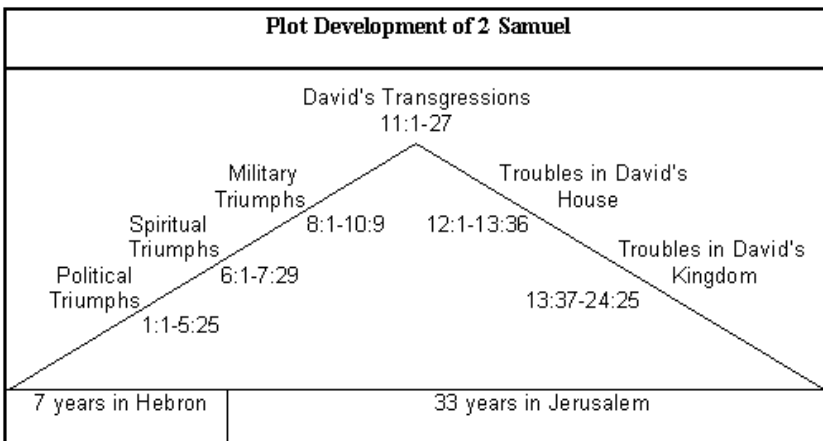 Plot Development of 2 Samuel
David's Transgressions
11:1-27
Military
Triumphs
8:1-10:9
Spiritual
Triumphs
6:1-7:29
Political
Triumphs
1:1-5:25
Troubles in David's
House
12:1-13:36
Troubles in David's
Kingdom
13:37-24:25
7 years in Hebron
33 years in Jerusalem